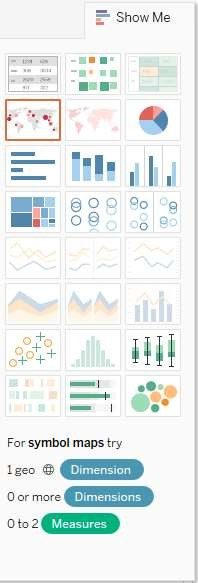 Show Me
For symbol maps try
1 geo Dimension
0 or more Dimensions
0 to 2 Measures